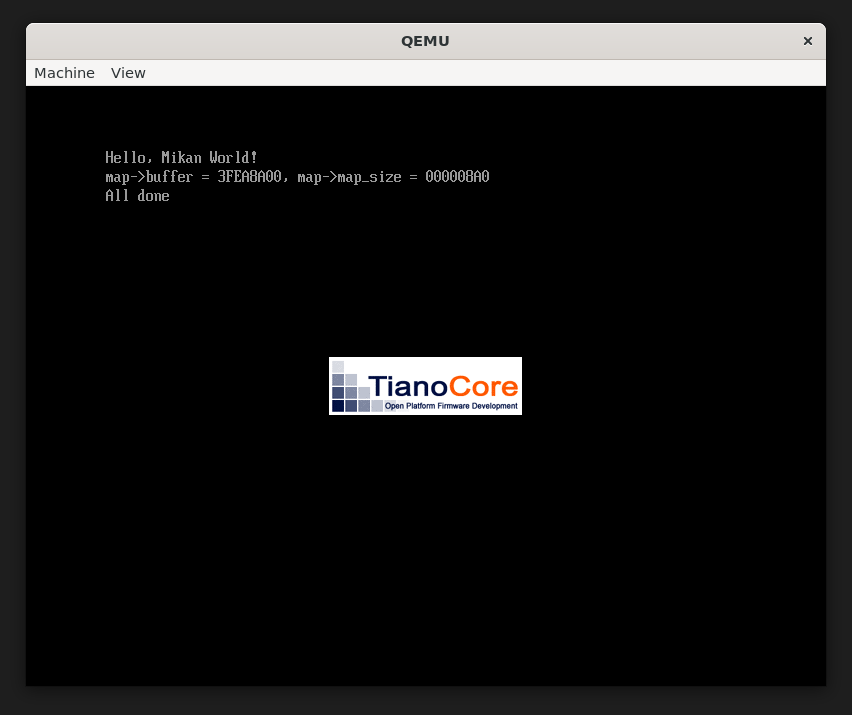 QEMU
×
Machine View
Hello, Mikan World!
map->buffer = 3FEA8A00, map->map_size = 000008A0
All done
TianoCore
Open Platform Firmware Development